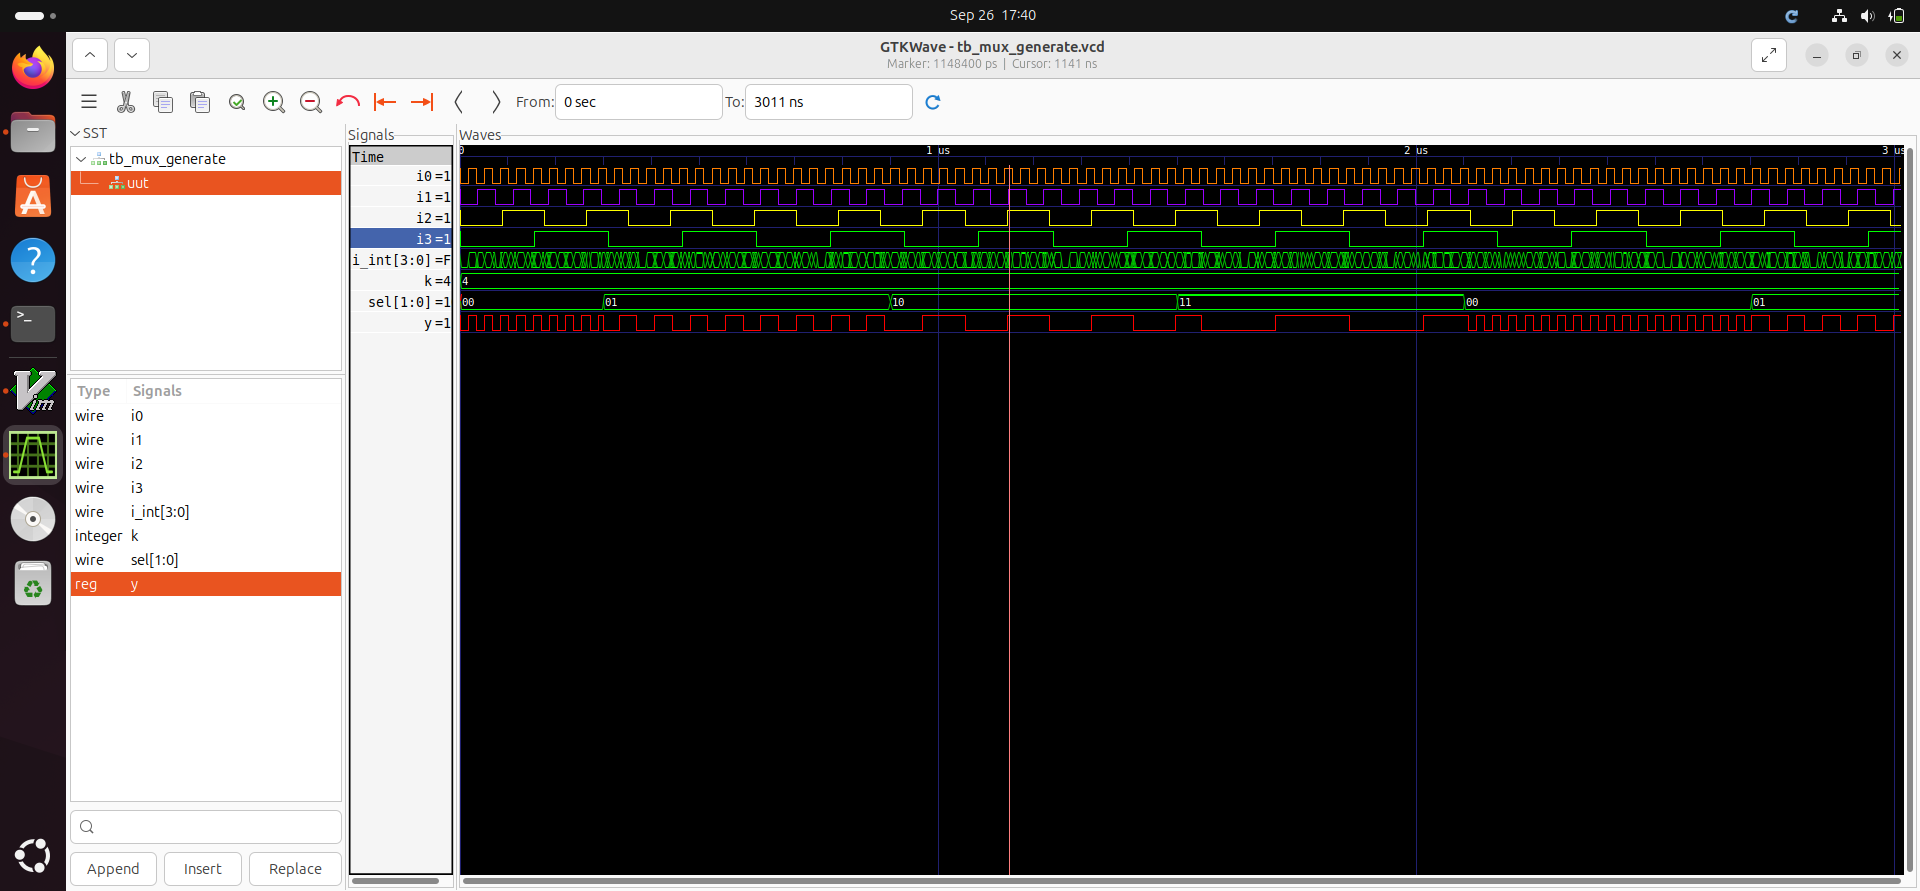 Sep 26 17:40
GTKWave - tb_mux_generate.vcd
Marker: 1148400 ps | Cursor: 1141 ns
From: 0 sec To: 3011 ns
SST
tb_mux_generate
uut
Type Signals
wire i0
wire i1
wire i2
wire i3
wire i_int[3:0]
integer k
wire sel[1:0]
reg y
Append Insert Replace
Signals
Time
i0 =1
i1 =1
i2 =1
i3 =1
i_int[3:0] =F
k =4
sel[1:0] =1
y =1
Waves
0 1 us 2 us 3 us
4
00 01 10 11 00 01
>_
Vim
A
?